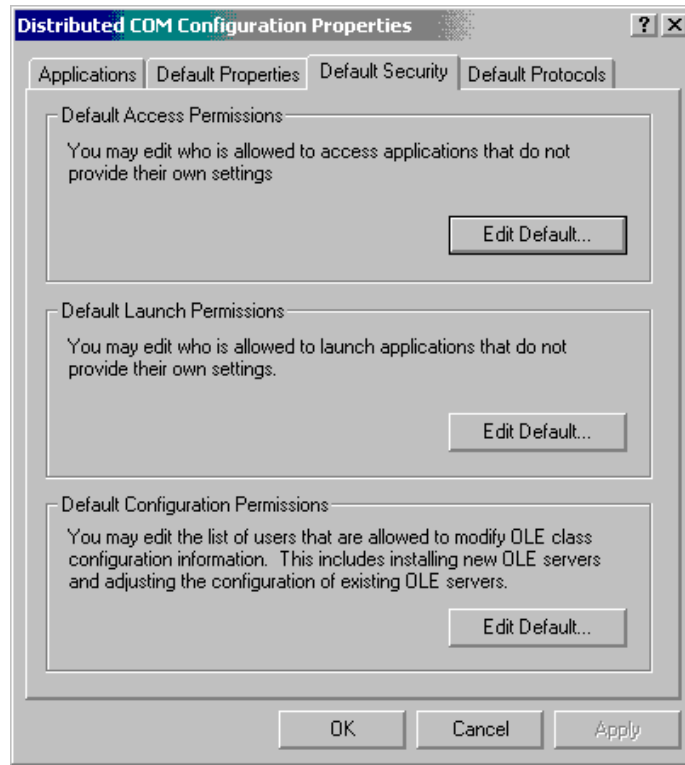 Distributed COM Configuration Properties
Applications Default Properties Default Security Default Protocols
Default Access Permissions
You may edit who is allowed to access applications that do not
provide their own settings
Edit Default...
Default Launch Permissions
You may edit who is allowed to launch applications that do not
provide their own settings.
Edit Default...
Default Configuration Permissions
You may edit the list of users that are allowed to modify OLE class
configuration information.  This includes installing new OLE servers
and adjusting the configuration of existing OLE servers.
Edit Default...
OK Cancel Apply